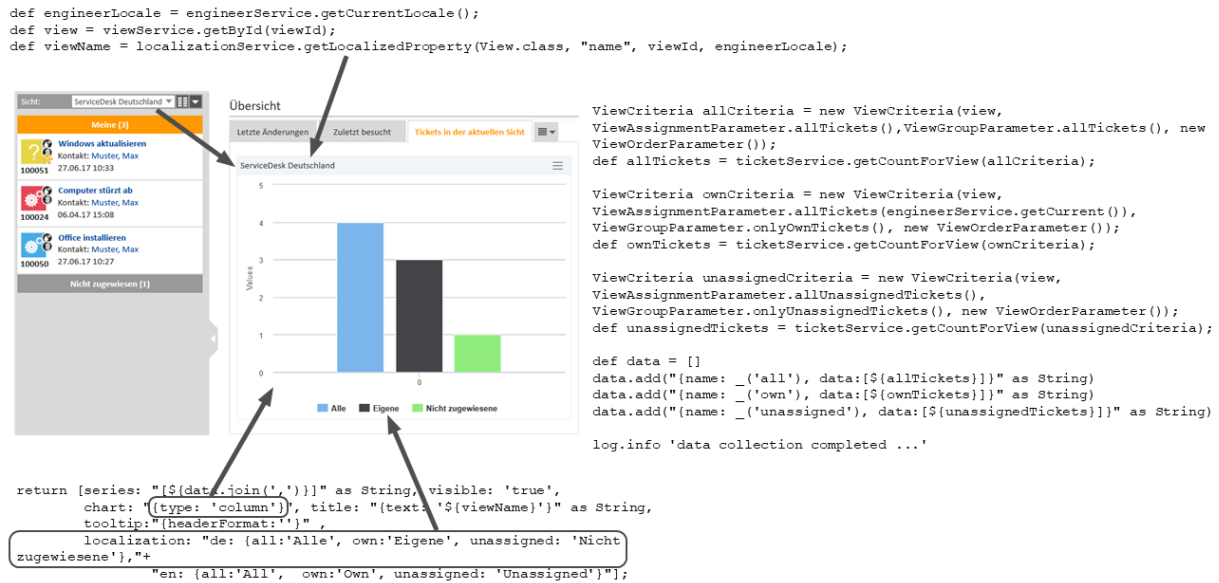 def engineerLocale = engineerService.getCurrentLocale();
def view = viewService.getById(viewId);
def viewName = localizationService.getLocalizedProperty(View.class, "name", viewId, engineerLocale);
Sicht:
ServiceDesk Deutschland
Meine (3)
Windows aktualisieren
Kontakt: Muster, Max
100051 27.06.17 10:33
Computer stürzt ab
Kontakt: Muster, Max
100024 06.04.17 15:08
Office installieren
Kontakt: Muster, Max
100050 27.06.17 10:27
Nicht zugewiesen (1)
Übersicht
Letzte Änderungen Zuletzt besucht Tickets in der aktuellen Sicht
ServiceDesk Deutschland
5
4
3
2
1
0
Values
0
Alle Eigene Nicht zugewiesene
ViewCriteria allCriteria = new ViewCriteria(view,
ViewAssignmentParameter.allTickets(),ViewGroupParameter.allTickets(), new
ViewOrderParameter());
def allTickets = ticketService.getCountForView(allCriteria);
ViewCriteria ownCriteria = new ViewCriteria(view,
ViewAssignmentParameter.allTickets(engineerService.getCurrent()),
ViewGroupParameter.onlyOwnTickets(), new ViewOrderParameter());
def ownTickets = ticketService.getCountForView(ownCriteria);
ViewCriteria unassignedCriteria = new ViewCriteria(view,
ViewAssignmentParameter.allUnassignedTickets(),
ViewGroupParameter.onlyUnassignedTickets(), new ViewOrderParameter());
def unassignedTickets = ticketService.getCountForView(unassignedCriteria);
def data = []
data.add("{name: _('all'), data:[${allTickets}]}" as String)
data.add("{name: _('own'), data:[${ownTickets}]}" as String)
data.add("{name: _('unassigned'), data:[${unassignedTickets}]}" as String)
log.info 'data collection completed ...'
return [series: "[${data.join(',')}]" as String, visible: 'true',
chart: "{type: 'column'}", title: "{text: '${viewName}'}" as String,
tooltip:"{headerFormat:''}" ,
localization: "de: {all:'Alle', own:'Eigene', unassigned: 'Nicht
zugewiesene'},"+
"en: {all:'All', own:'Own', unassigned: 'Unassigned'}"];